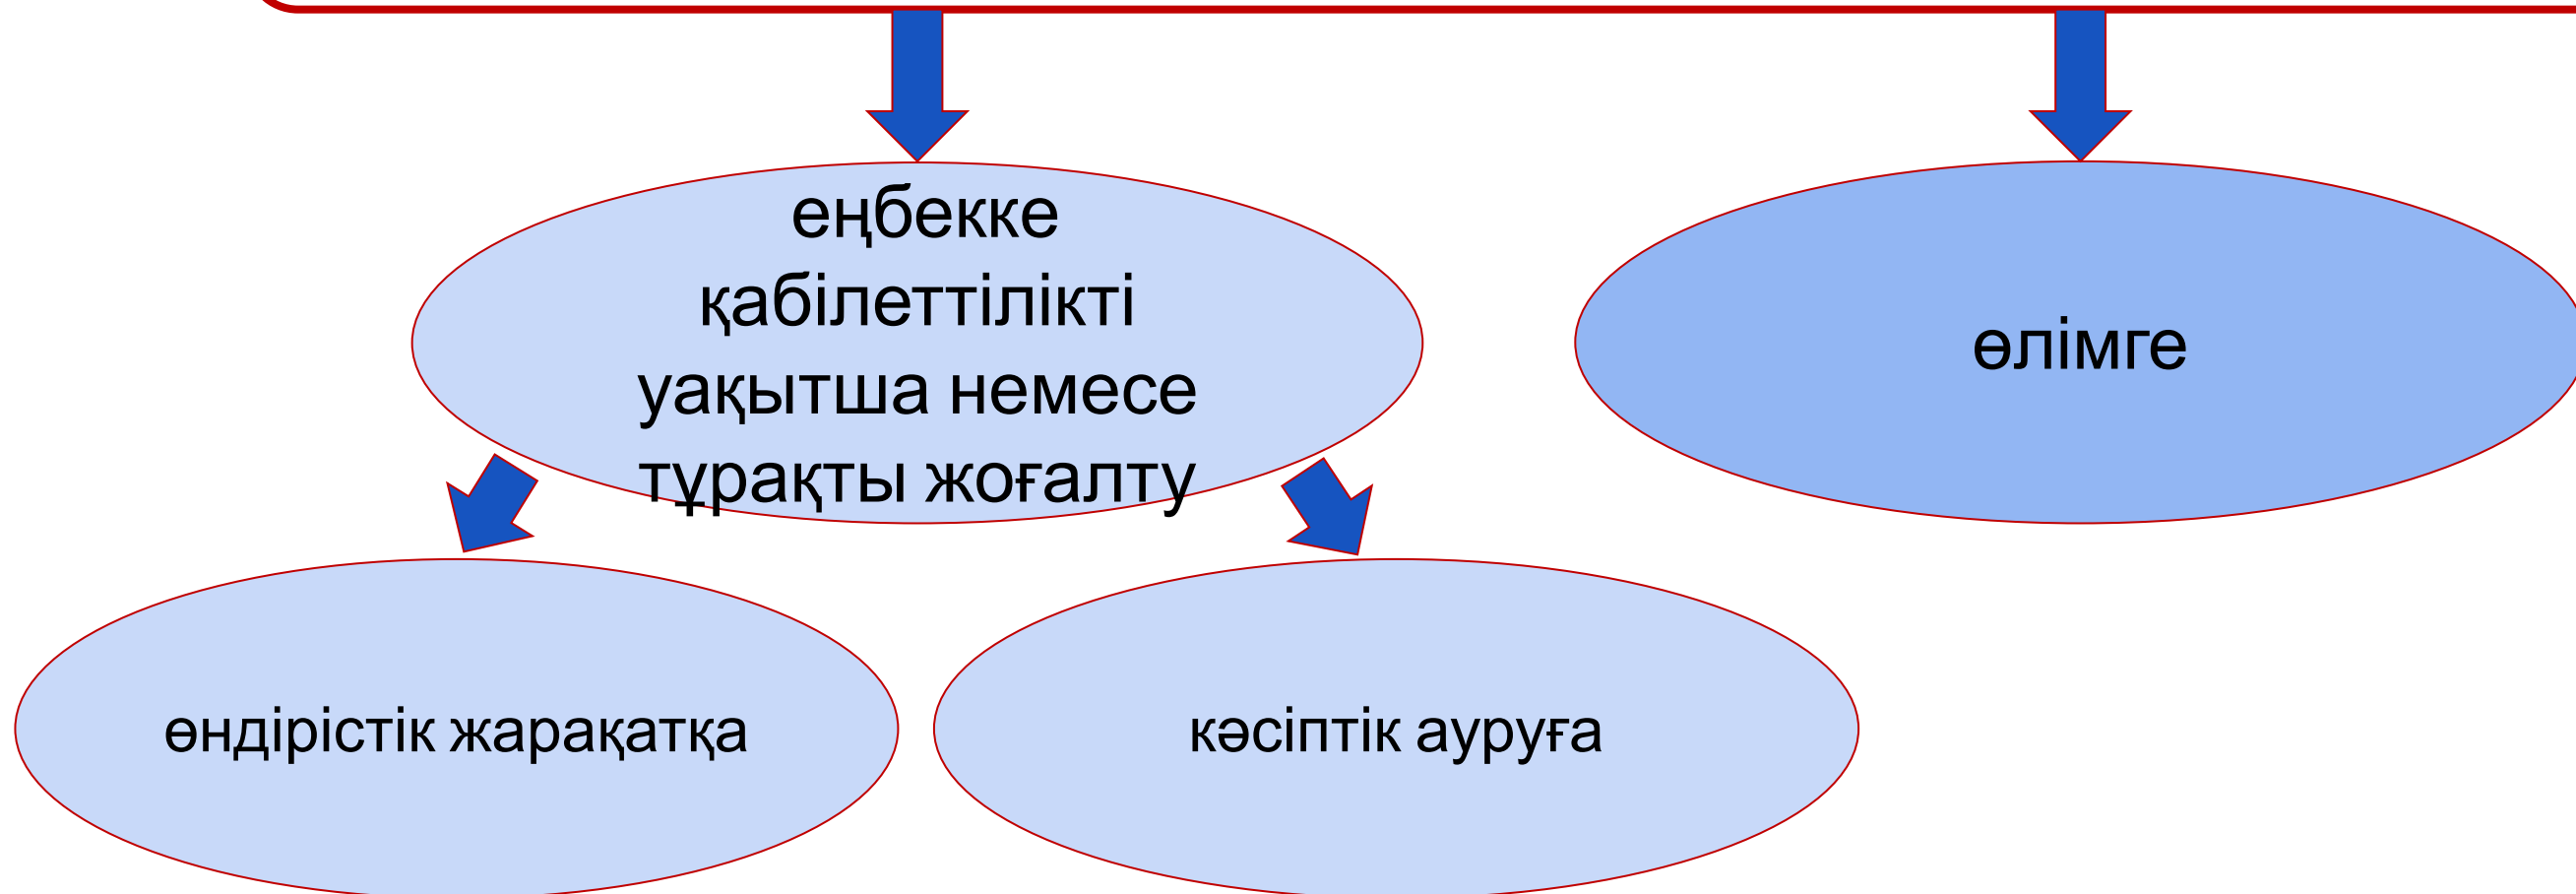 еңбекке
қабілеттілікті
уақытша немесе
тұрақты жоғалту
өлімге
өндірістік жарақатқа
кәсіптік ауруға